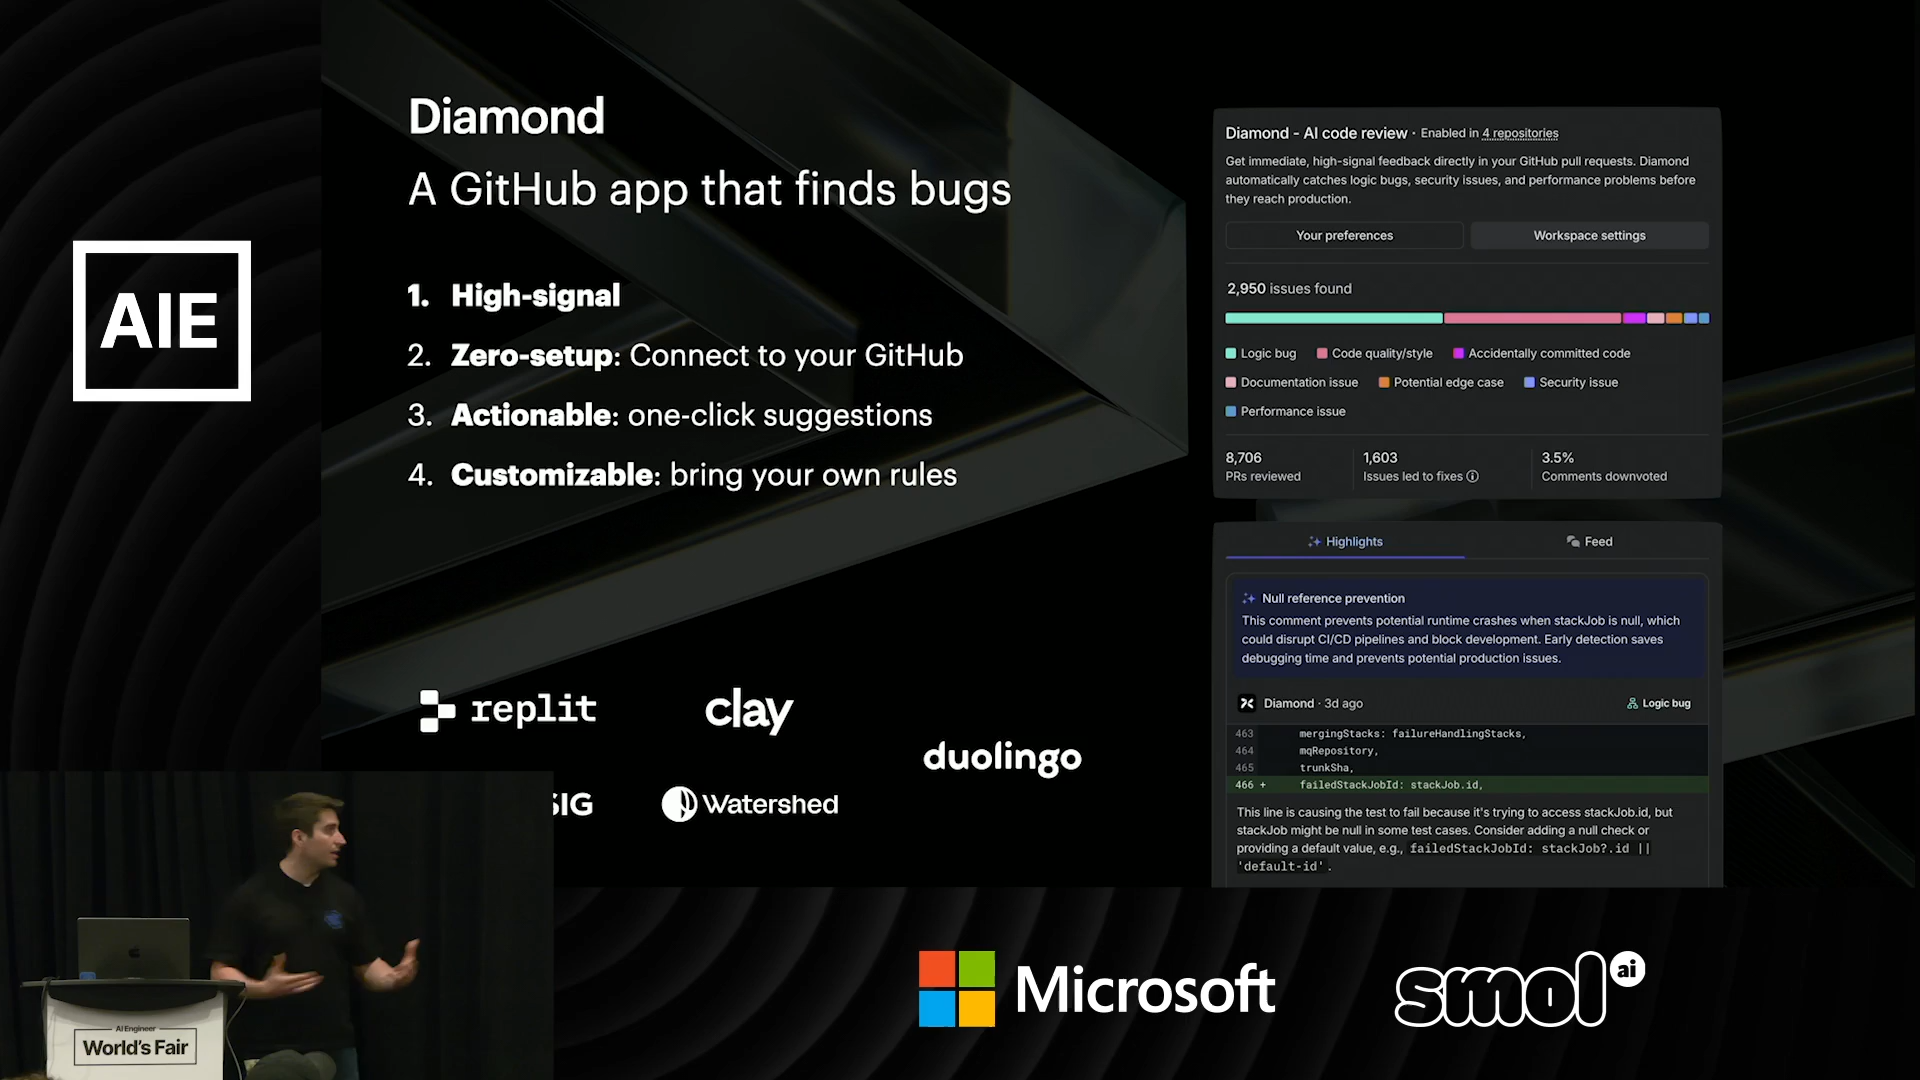 AIE
Diamond
A GitHub app that finds bugs
1. High-signal
2. Zero-setup: Connect to your GitHub
3. Actionable: one-click suggestions
4. Customizable: bring your own rules
replit
clay
duolingo
SIG
Watershed
Diamond - AI code review · Enabled in 4 repositories
Get immediate, high-signal feedback directly in your GitHub pull requests. Diamond
automatically catches logic bugs, security issues, and performance problems before
they reach production.
Your preferences
Workspace settings
2,950 issues found
Logic bug
Code quality/style
Accidentally committed code
Documentation issue
Potential edge case
Security issue
Performance issue
8,706
PRs reviewed
1,603
Issues led to fixes
3.5%
Comments downvoted
Highlights
Feed
Null reference prevention
This comment prevents potential runtime crashes when stackJob is null, which
could disrupt CI/CD pipelines and block development. Early detection saves
debugging time and prevents potential production issues.
Diamond · 3d ago
Logic bug
463 mergingStacks: failureHandlingStacks,
464 mqRepository,
465 trunkSha,
466 + failedStackJobId: stackJob.id,
This line is causing the test to fail because it's trying to access stackJob.id, but
stackJob might be null in some test cases. Consider adding a null check or
providing a default value, e.g., failedStackJobId: stackJob?.id ||
'default-id'.
AI Engineer
World's Fair
Microsoft
smol ai